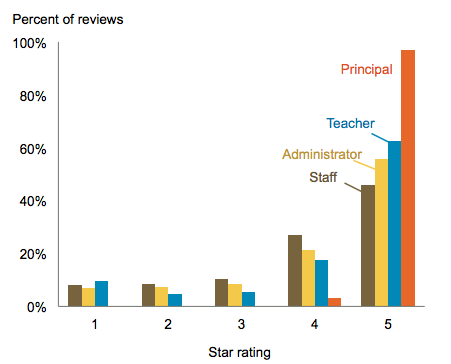 Percent of reviews
100%
80%
60%
40%
20%
0%
Principal
Teacher
Administrator
Staff
1 2 3 4 5
Star rating